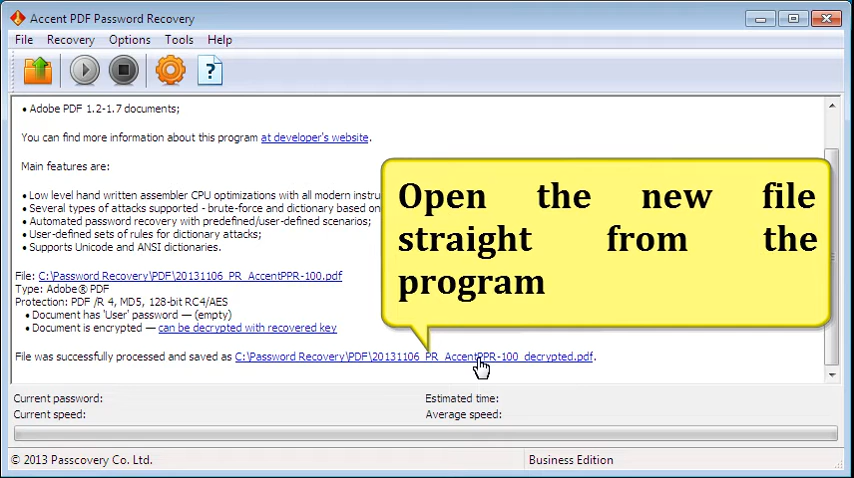 Accent PDF Password Recovery
File Recovery Options Tools Help
?
• Adobe PDF 1.2-1.7 documents;
You can find more information about this program at developer's website.
Main features are:
• Low level hand written assembler CPU optimizations with all modern instru
• Several types of attacks supported - brute-force and dictionary based on
• Automated password recovery with predefined/user-defined scenarios;
• User-defined sets of rules for dictionary attacks;
• Supports Unicode and ANSI dictionaries.
Open the new file
straight from the
program
File: C:\Password Recovery\PDF\20131106_PR_AccentPPR-100.pdf
Type: Adobe® PDF
Protection: PDF /R 4, MD5, 128-bit RC4/AES
• Document has 'User' password — (empty)
• Document is encrypted — can be decrypted with recovered key
File was successfully processed and saved as C:\Password Recovery\PDF\20131106_PR_AccentPPR-100_decrypted.pdf.
Current password: Estimated time:
Current speed: Average speed:
© 2013 Passcovery Co. Ltd. Business Edition